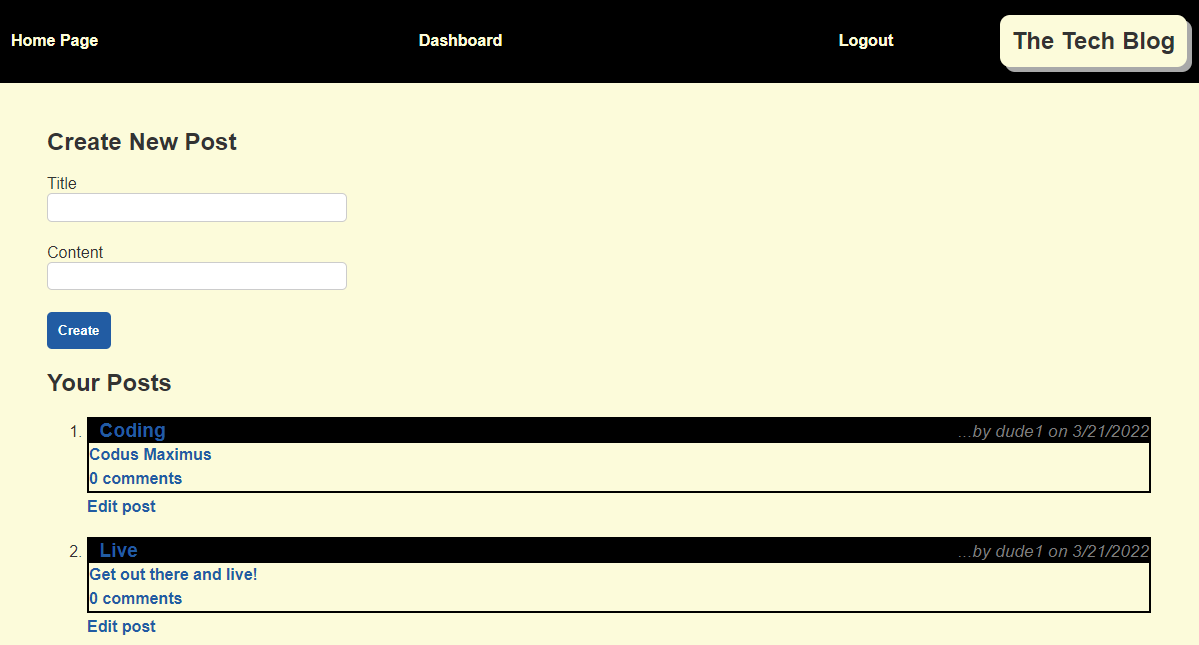 Home Page Dashboard Logout The Tech Blog
Create New Post
Title
Content
Create
Your Posts
1. Coding ...by dude1 on 3/21/2022
Codus Maximus
0 comments
Edit post
2. Live ...by dude1 on 3/21/2022
Get out there and live!
0 comments
Edit post